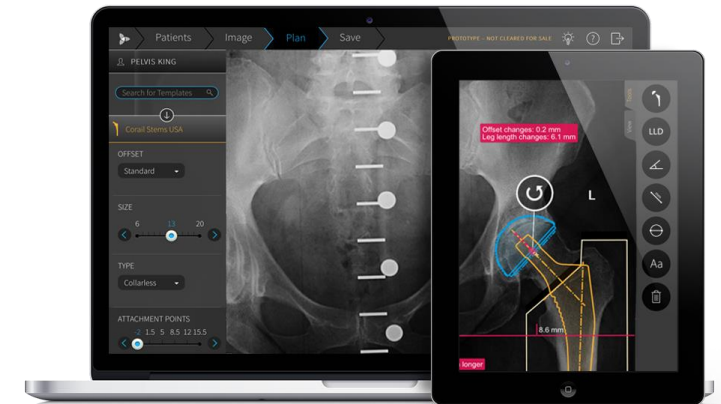 Patients
Image
Plan
Save
PROTOTYPE - NOT CLEARED FOR SALE
?
PELVIS KING
Search for Templates
Corail Stems USA
OFFSET
Standard
SIZE
6 13 20
TYPE
Collarless
ATTACHMENT POINTS
-2 1.5 5 8.5 12 15.5
Offset changes: 0.2 mm
Leg length changes: 6.1 mm
L
8.6 mm
longer
LLD
Aa